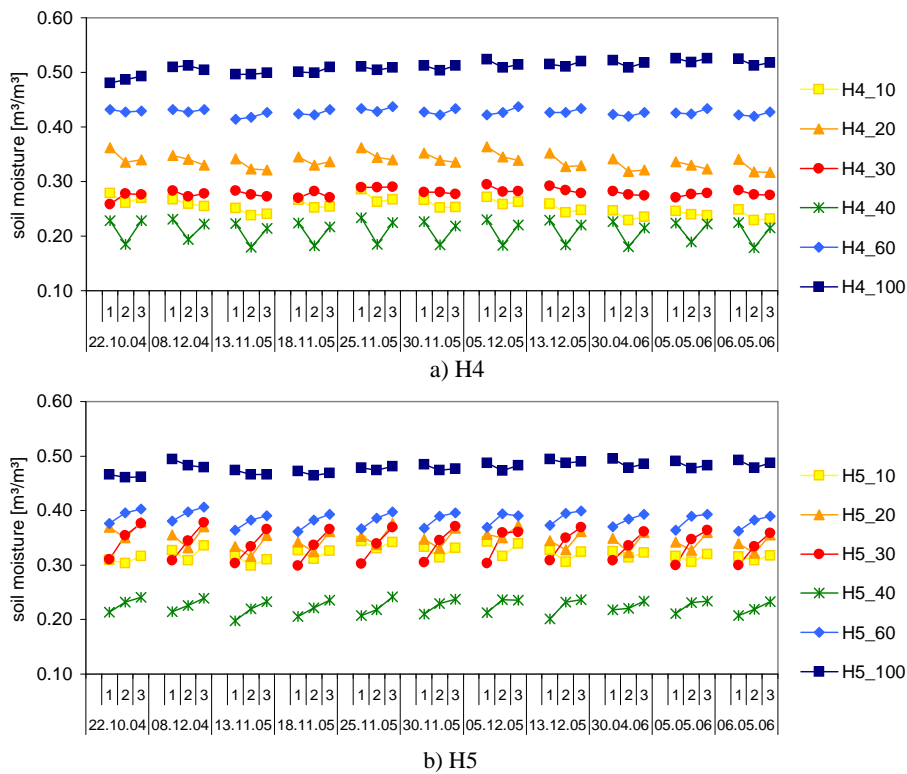 0.60
0.50
0.40
0.30
0.20
0.10
soil moisture [m³/m³]
1 2 3 1 2 3 1 2 3 1 2 3 1 2 3 1 2 3 1 2 3 1 2 3 1 2 3 1 2 3 1 2 3
22.10.04 08.12.04 13.11.05 18.11.05 25.11.05 30.11.05 05.12.05 13.12.05 30.04.06 05.05.06 06.05.06
H4_10
H4_20
H4_30
H4_40
H4_60
H4_100
a) H4
0.60
0.50
0.40
0.30
0.20
0.10
soil moisture [m³/m³]
1 2 3 1 2 3 1 2 3 1 2 3 1 2 3 1 2 3 1 2 3 1 2 3 1 2 3 1 2 3 1 2 3
22.10.04 08.12.04 13.11.05 18.11.05 25.11.05 30.11.05 05.12.05 13.12.05 30.04.06 05.05.06 06.05.06
H5_10
H5_20
H5_30
H5_40
H5_60
H5_100
b) H5